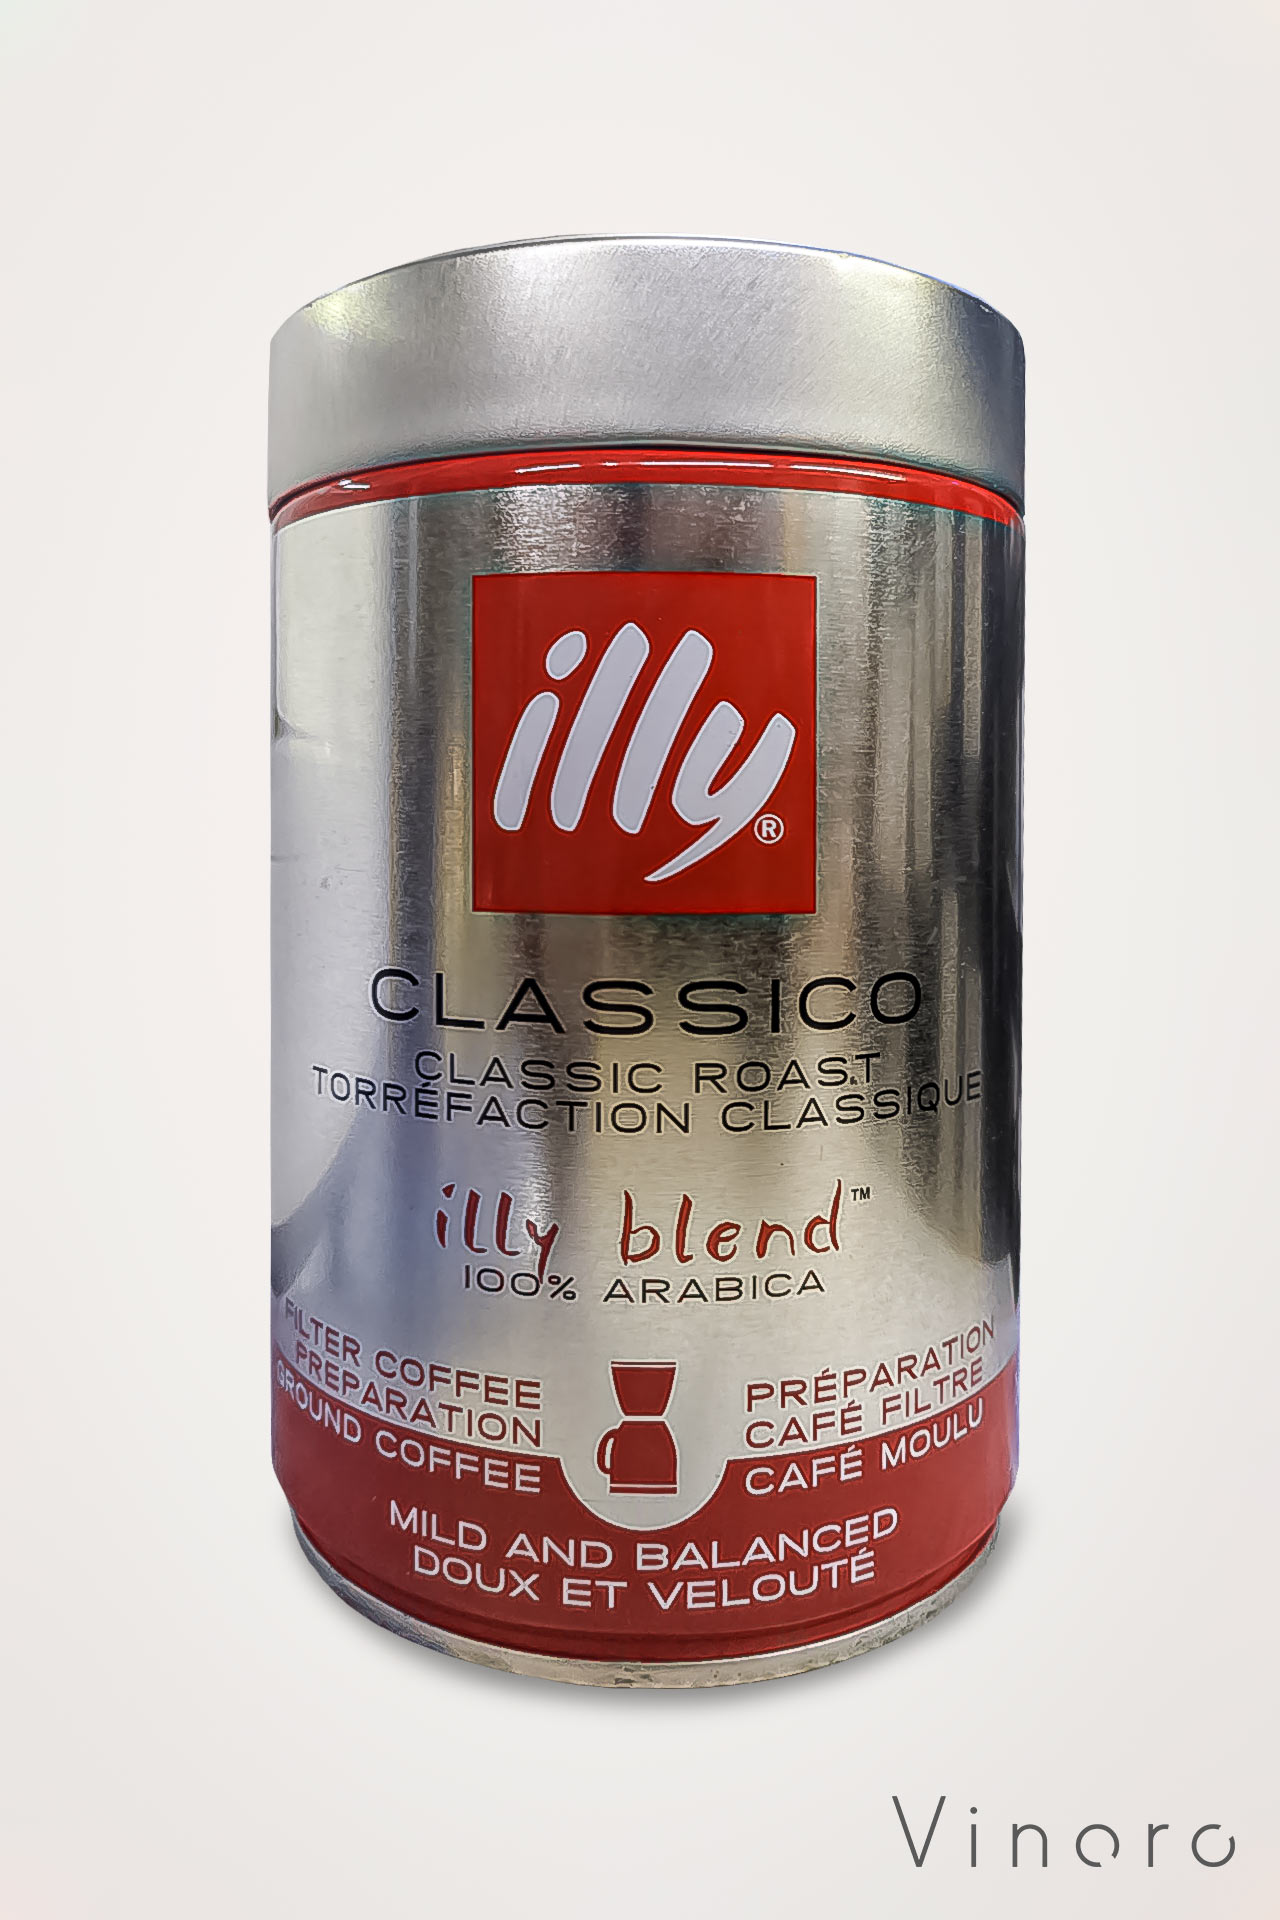 illy®
CLASSICO
CLASSIC ROAST
TORRÉFACTION CLASSIQUE
illy blend™
100% ARABICA
FILTER COFFEE
PREPARATION
GROUND COFFEE
PRÉPARATION
CAFÉ FILTRE
CAFÉ MOULU
MILD AND BALANCED
DOUX ET VELOUTÉ
Vinoro